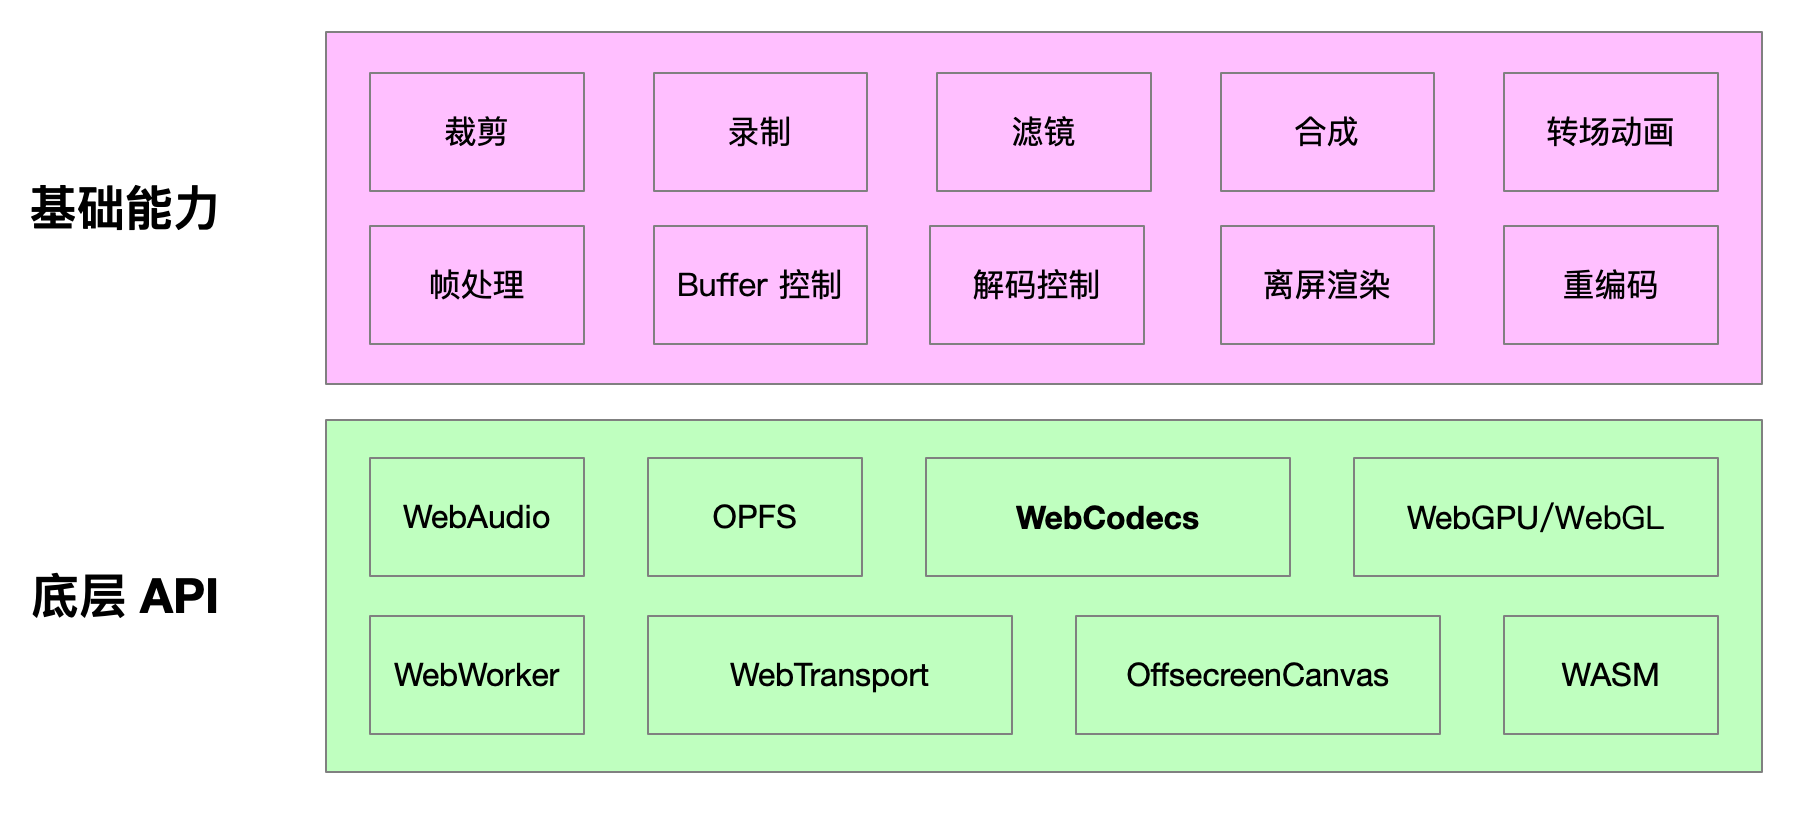 基础能力
裁剪
录制
滤镜
合成
转场动画
帧处理
Buffer 控制
解码控制
离屏渲染
重编码
底层 API
WebAudio
OPFS
WebCodecs
WebGPU/WebGL
WebWorker
WebTransport
OffsecreenCanvas
WASM